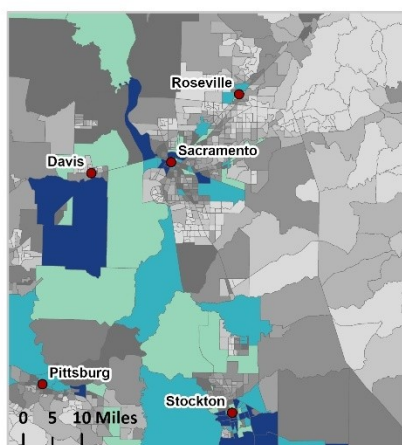 Roseville
Sacramento
Davis
Pittsburg
Stockton
0 5 10 Miles